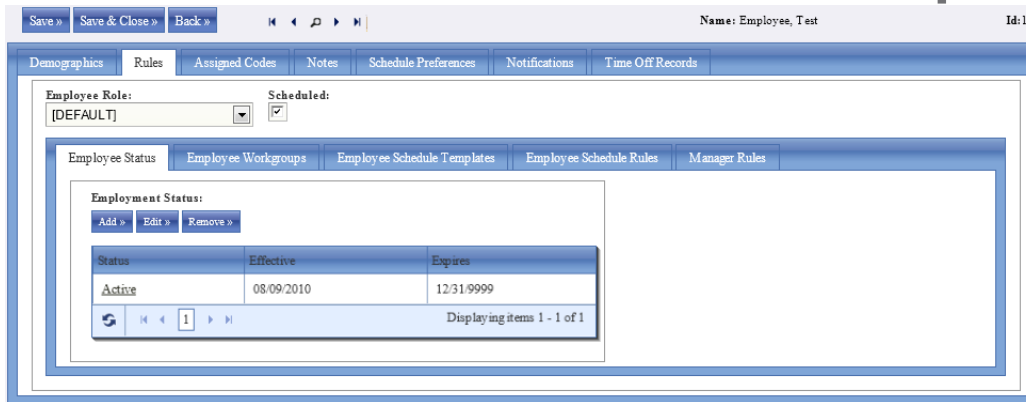 Save » Save & Close » Back » Name: Employee, Test Id:
Demographics Rules Assigned Codes Notes Schedule Preferences Notifications Time Off Records
Employee Role: Scheduled:
[DEFAULT]
Employee Status Employee Workgroups Employee Schedule Templates Employee Schedule Rules Manager Rules
Employment Status:
Add » Edit » Remove »
Status Effective Expires
Active 08/09/2010 12/31/9999
1 Displaying items 1 - 1 of 1